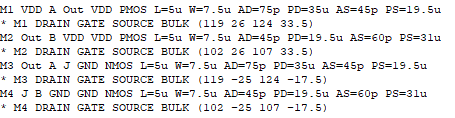 M1 VDD A Out VDD PMOS L=5u W=7.5u AD=75p PD=35u AS=45p PS=19.5u
* M1 DRAIN GATE SOURCE BULK (119 26 124 33.5)
M2 Out B VDD VDD PMOS L=5u W=7.5u AD=45p PD=19.5u AS=60p PS=31u
* M2 DRAIN GATE SOURCE BULK (102 26 107 33.5)
M3 Out A J GND NMOS L=5u W=7.5u AD=75p PD=35u AS=45p PS=19.5u
* M3 DRAIN GATE SOURCE BULK (119 -25 124 -17.5)
M4 J B GND GND NMOS L=5u W=7.5u AD=45p PD=19.5u AS=60p PS=31u
* M4 DRAIN GATE SOURCE BULK (102 -25 107 -17.5)